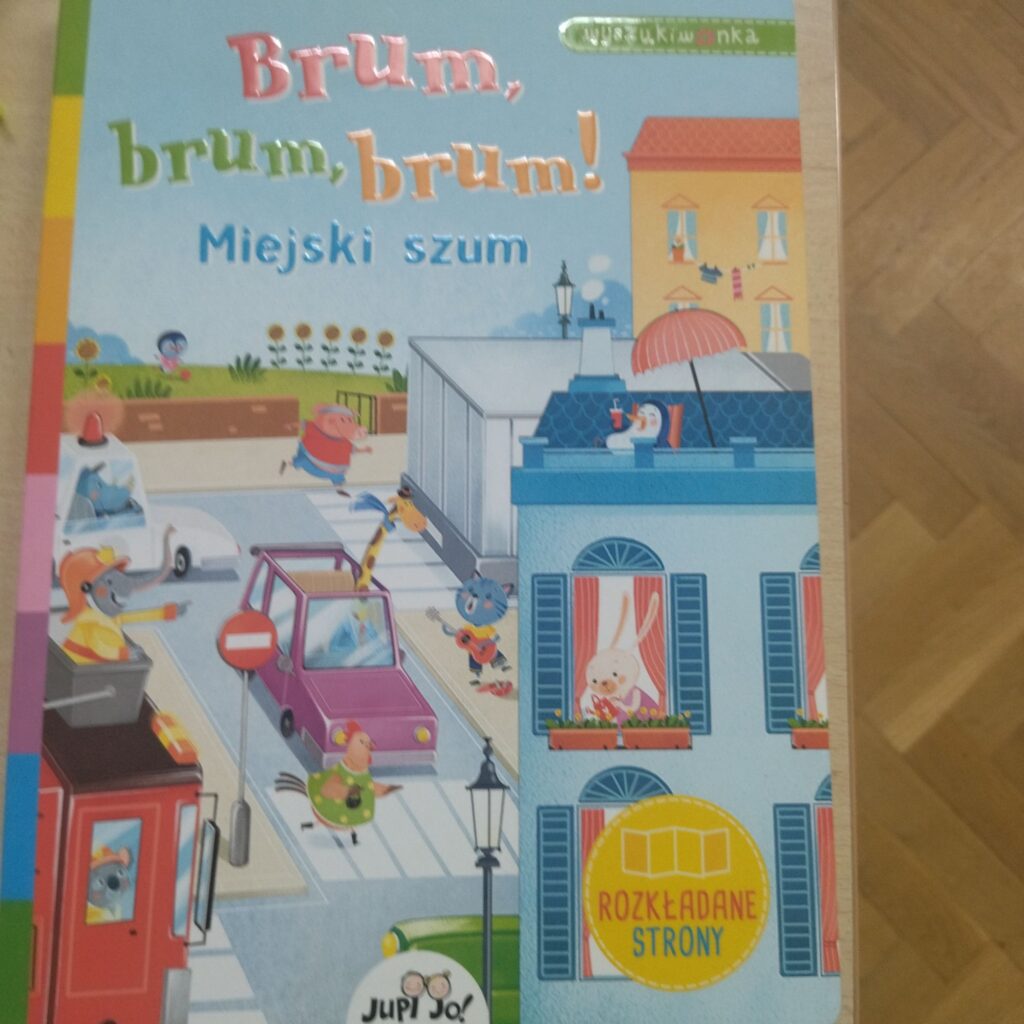 wyszukiwanka
Brum,
brum, brum!
Miejski szum
ROZKŁADANE
STRONY
JUPI JO!